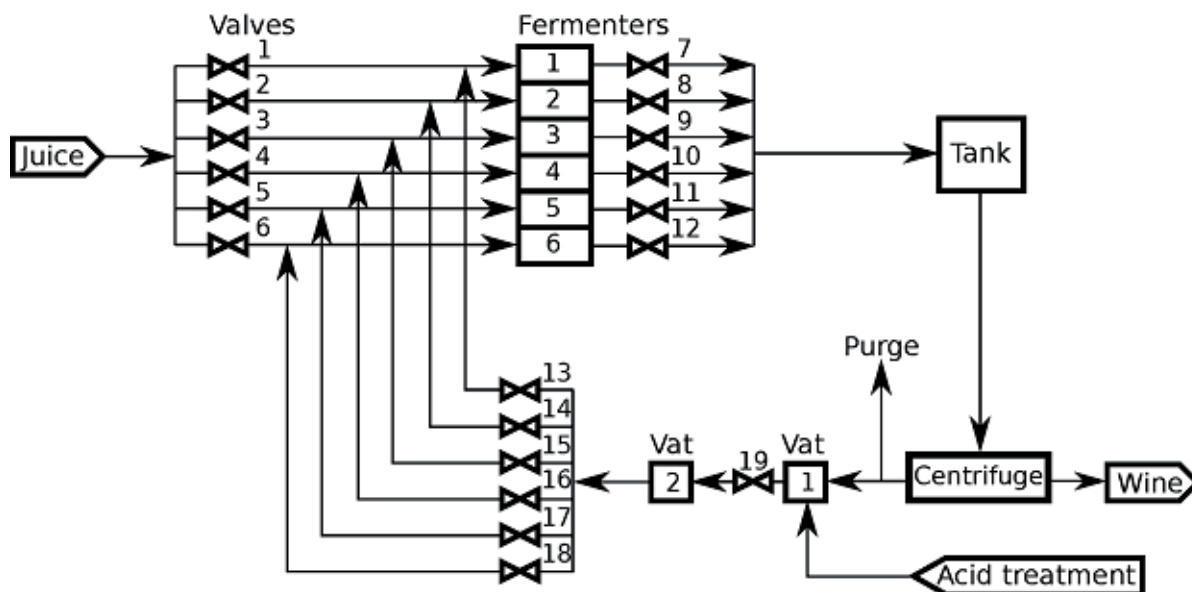 Valves
Fermenters
1
1
7
2
2
8
3
3
9
Juice
4
4
10
Tank
5
5
11
6
6
12
Purge
13
14
15
Vat
Vat
16
2
19
1
Centrifuge
Wine
17
18
Acid treatment